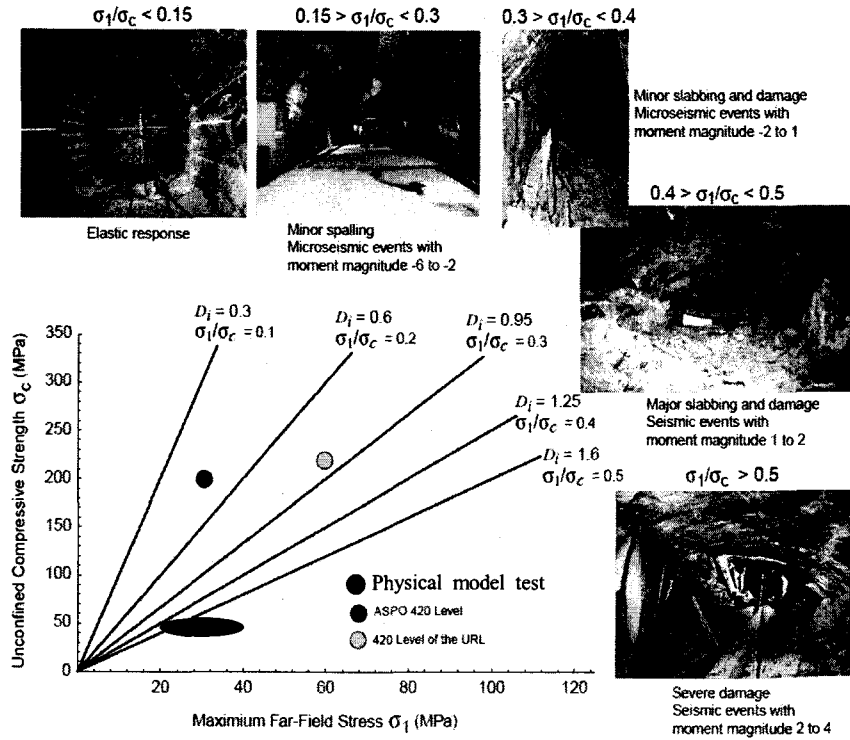 σ1/σc < 0.15
0.15 > σ1/σc < 0.3
0.3 > σ1/σc < 0.4
Elastic response
Minor spalling
Microseismic events with
moment magnitude -6 to -2
Minor slabbing and damage
Microseismic events with
moment magnitude -2 to 1
0.4 > σ1/σc < 0.5
Major slabbing and damage
Seismic events with
moment magnitude 1 to 2
σ1/σc > 0.5
Severe damage
Seismic events with
moment magnitude 2 to 4
Unconfined Compressive Strength σc (MPa)
350
300
250
200
150
100
50
0
Di = 0.3
σ1/σc = 0.1
Di = 0.6
σ1/σc = 0.2
Di = 0.95
σ1/σc = 0.3
Di = 1.25
σ1/σc = 0.4
Di = 1.6
σ1/σc = 0.5
Physical model test
ASPO 420 Level
420 Level of the URL
20
40
60
80
100
120
Maximium Far-Field Stress σ1 (MPa)